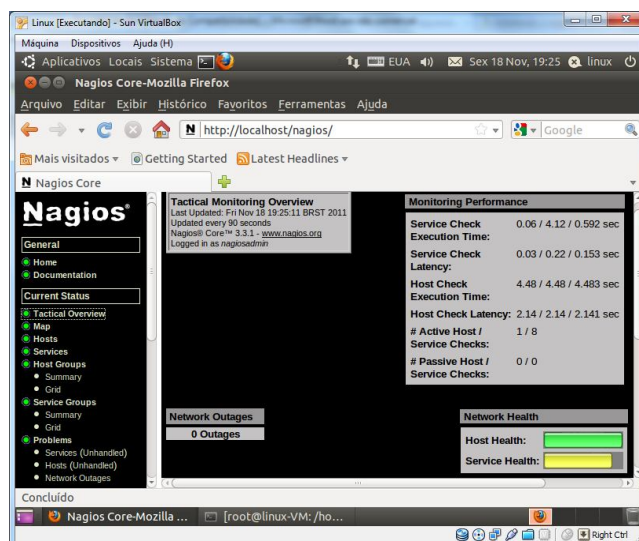 Linux [Executando] - Sun VirtualBox
Máquina Dispositivos Ajuda (H)
Aplicativos Locais Sistema EUA Sex 18 Nov, 19:25 linux
Nagios Core-Mozilla Firefox
Arquivo Editar Exibir Histórico Favoritos Ferramentas Ajuda
N http://localhost/nagios/ Google
Mais visitados Getting Started Latest Headlines
N Nagios Core
Nagios®
General
Home
Documentation
Current Status
Tactical Overview
Map
Hosts
Services
Host Groups
Summary
Grid
Service Groups
Summary
Grid
Problems
Services (Unhandled)
Hosts (Unhandled)
Network Outages
Tactical Monitoring Overview
Last Updated: Fri Nov 18 19:25:11 BRST 2011
Updated every 90 seconds
Nagios® Core™ 3.3.1 - www.nagios.org
Logged in as nagiosadmin
Monitoring Performance
Service Check Execution Time: 0.06 / 4.12 / 0.592 sec
Service Check Latency: 0.03 / 0.22 / 0.153 sec
Host Check Execution Time: 4.48 / 4.48 / 4.483 sec
Host Check Latency: 2.14 / 2.14 / 2.141 sec
# Active Host / Service Checks: 1 / 8
# Passive Host / Service Checks: 0 / 0
Network Outages
0 Outages
Network Health
Host Health:
Service Health:
Concluído
Nagios Core-Mozilla ... [root@linux-VM: /ho...
Right Ctrl